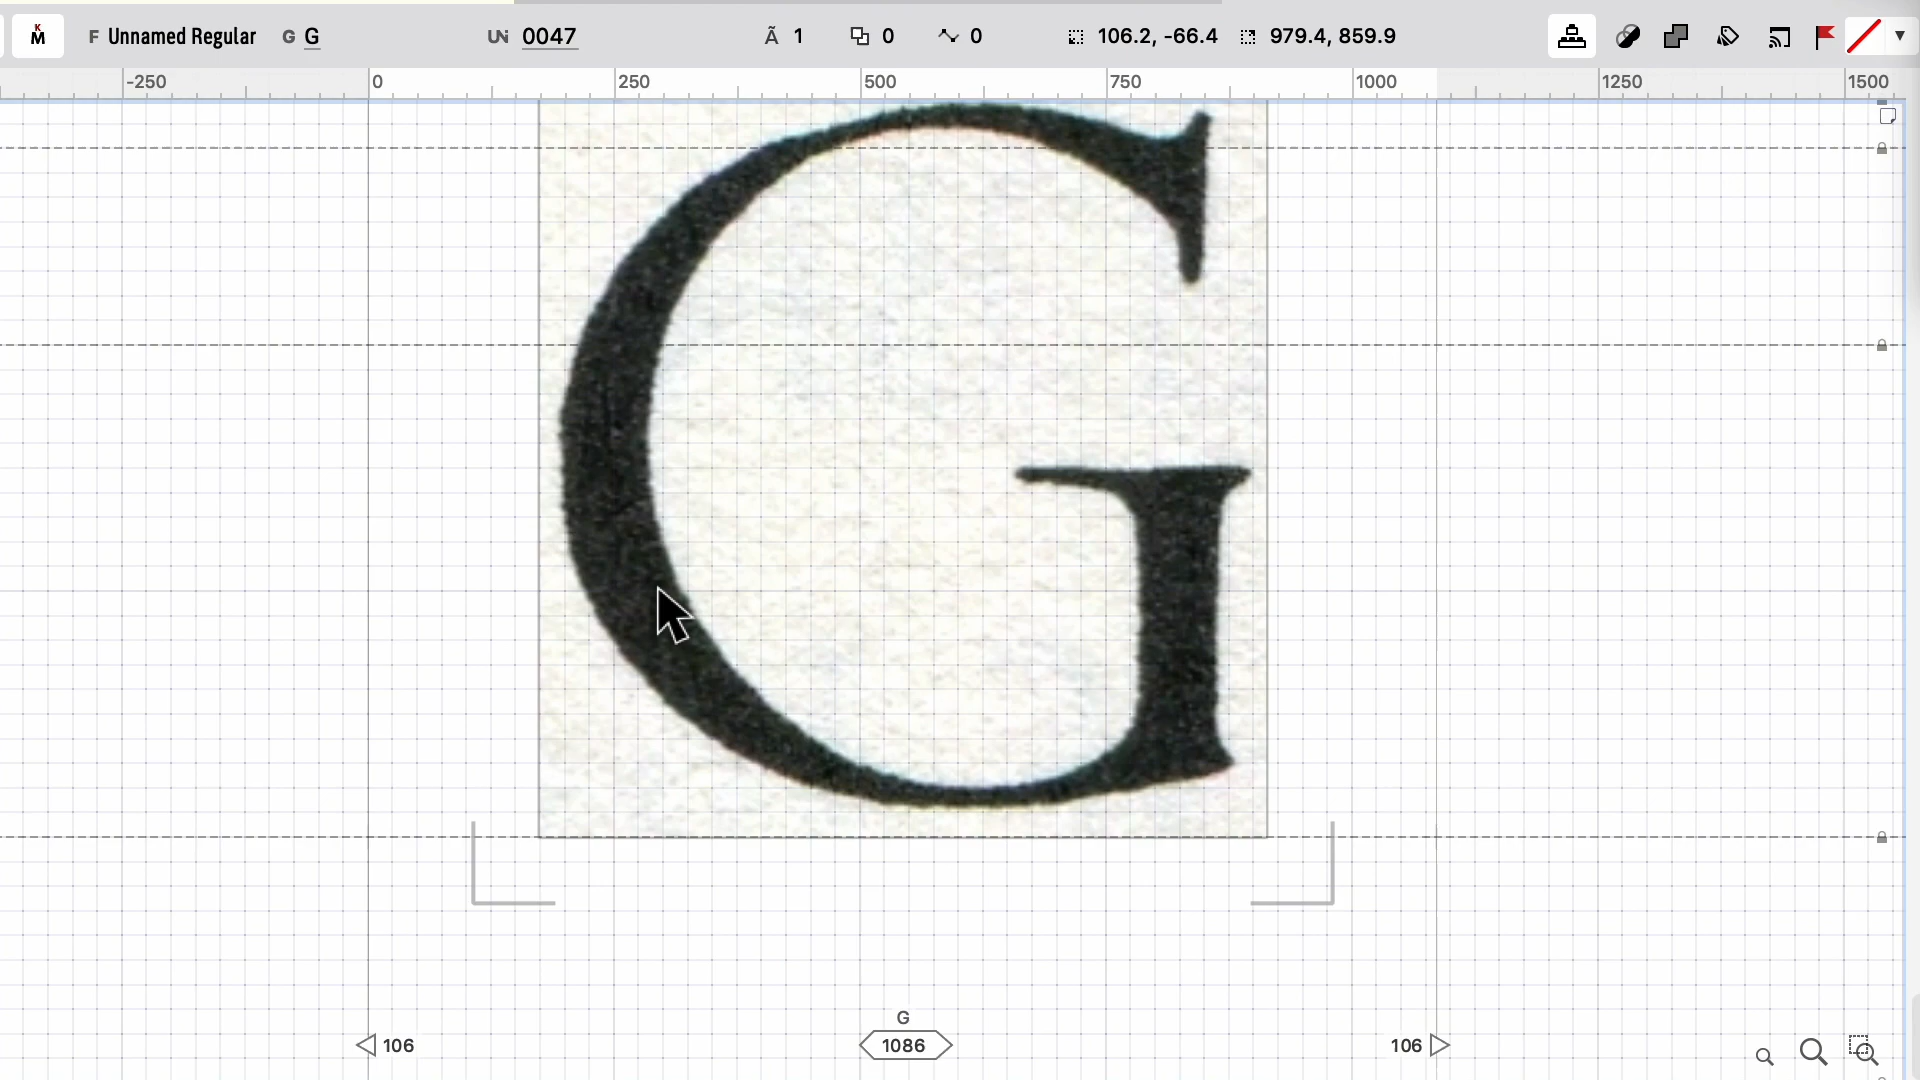 K
M F Unnamed Regular G G UN 0047 Ã 1 0 0 106.2, -66.4 979.4, 859.9
-250 0 250 500 750 1000 1250 1500
G
G
106 1086 106